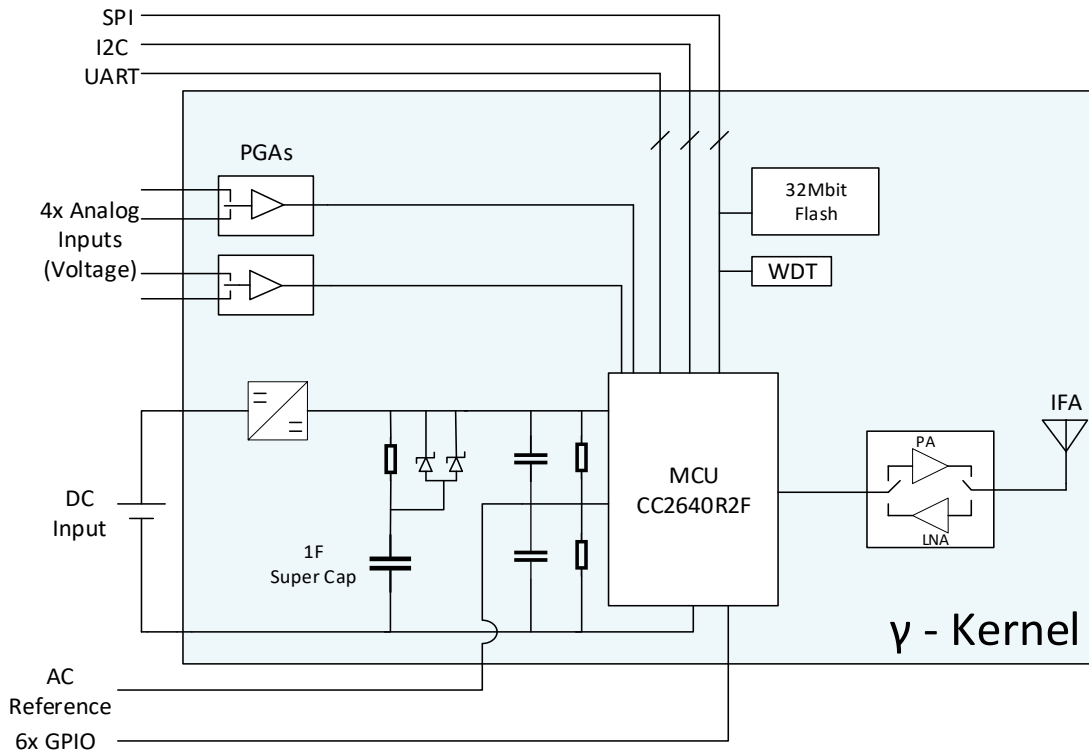 SPI
I2C
UART
PGAs
4x Analog
Inputs
(Voltage)
32Mbit
Flash
WDT
IFA
PA
LNA
MCU
CC2640R2F
DC
Input
1F
Super Cap
γ - Kernel
AC
Reference
6x GPIO